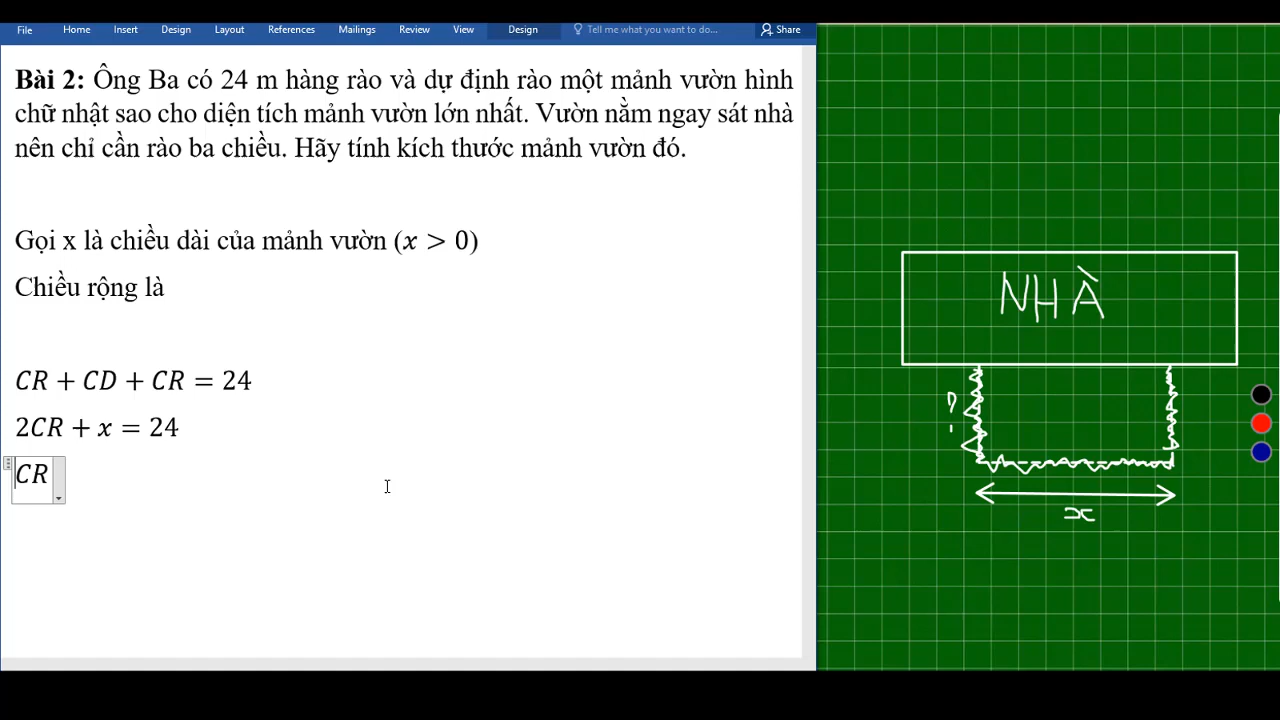 File Home Insert Design Layout References Mailings Review View Design Tell me what you want to do... Share
Bài 2: Ông Ba có 24 m hàng rào và dự định rào một mảnh vườn hình
chữ nhật sao cho diện tích mảnh vườn lớn nhất. Vườn nằm ngay sát nhà
nên chỉ cần rào ba chiều. Hãy tính kích thước mảnh vườn đó.
Gọi x là chiều dài của mảnh vườn (x > 0)
Chiều rộng là
CR + CD + CR = 24
2CR + x = 24
CR
NHÀ
?
x